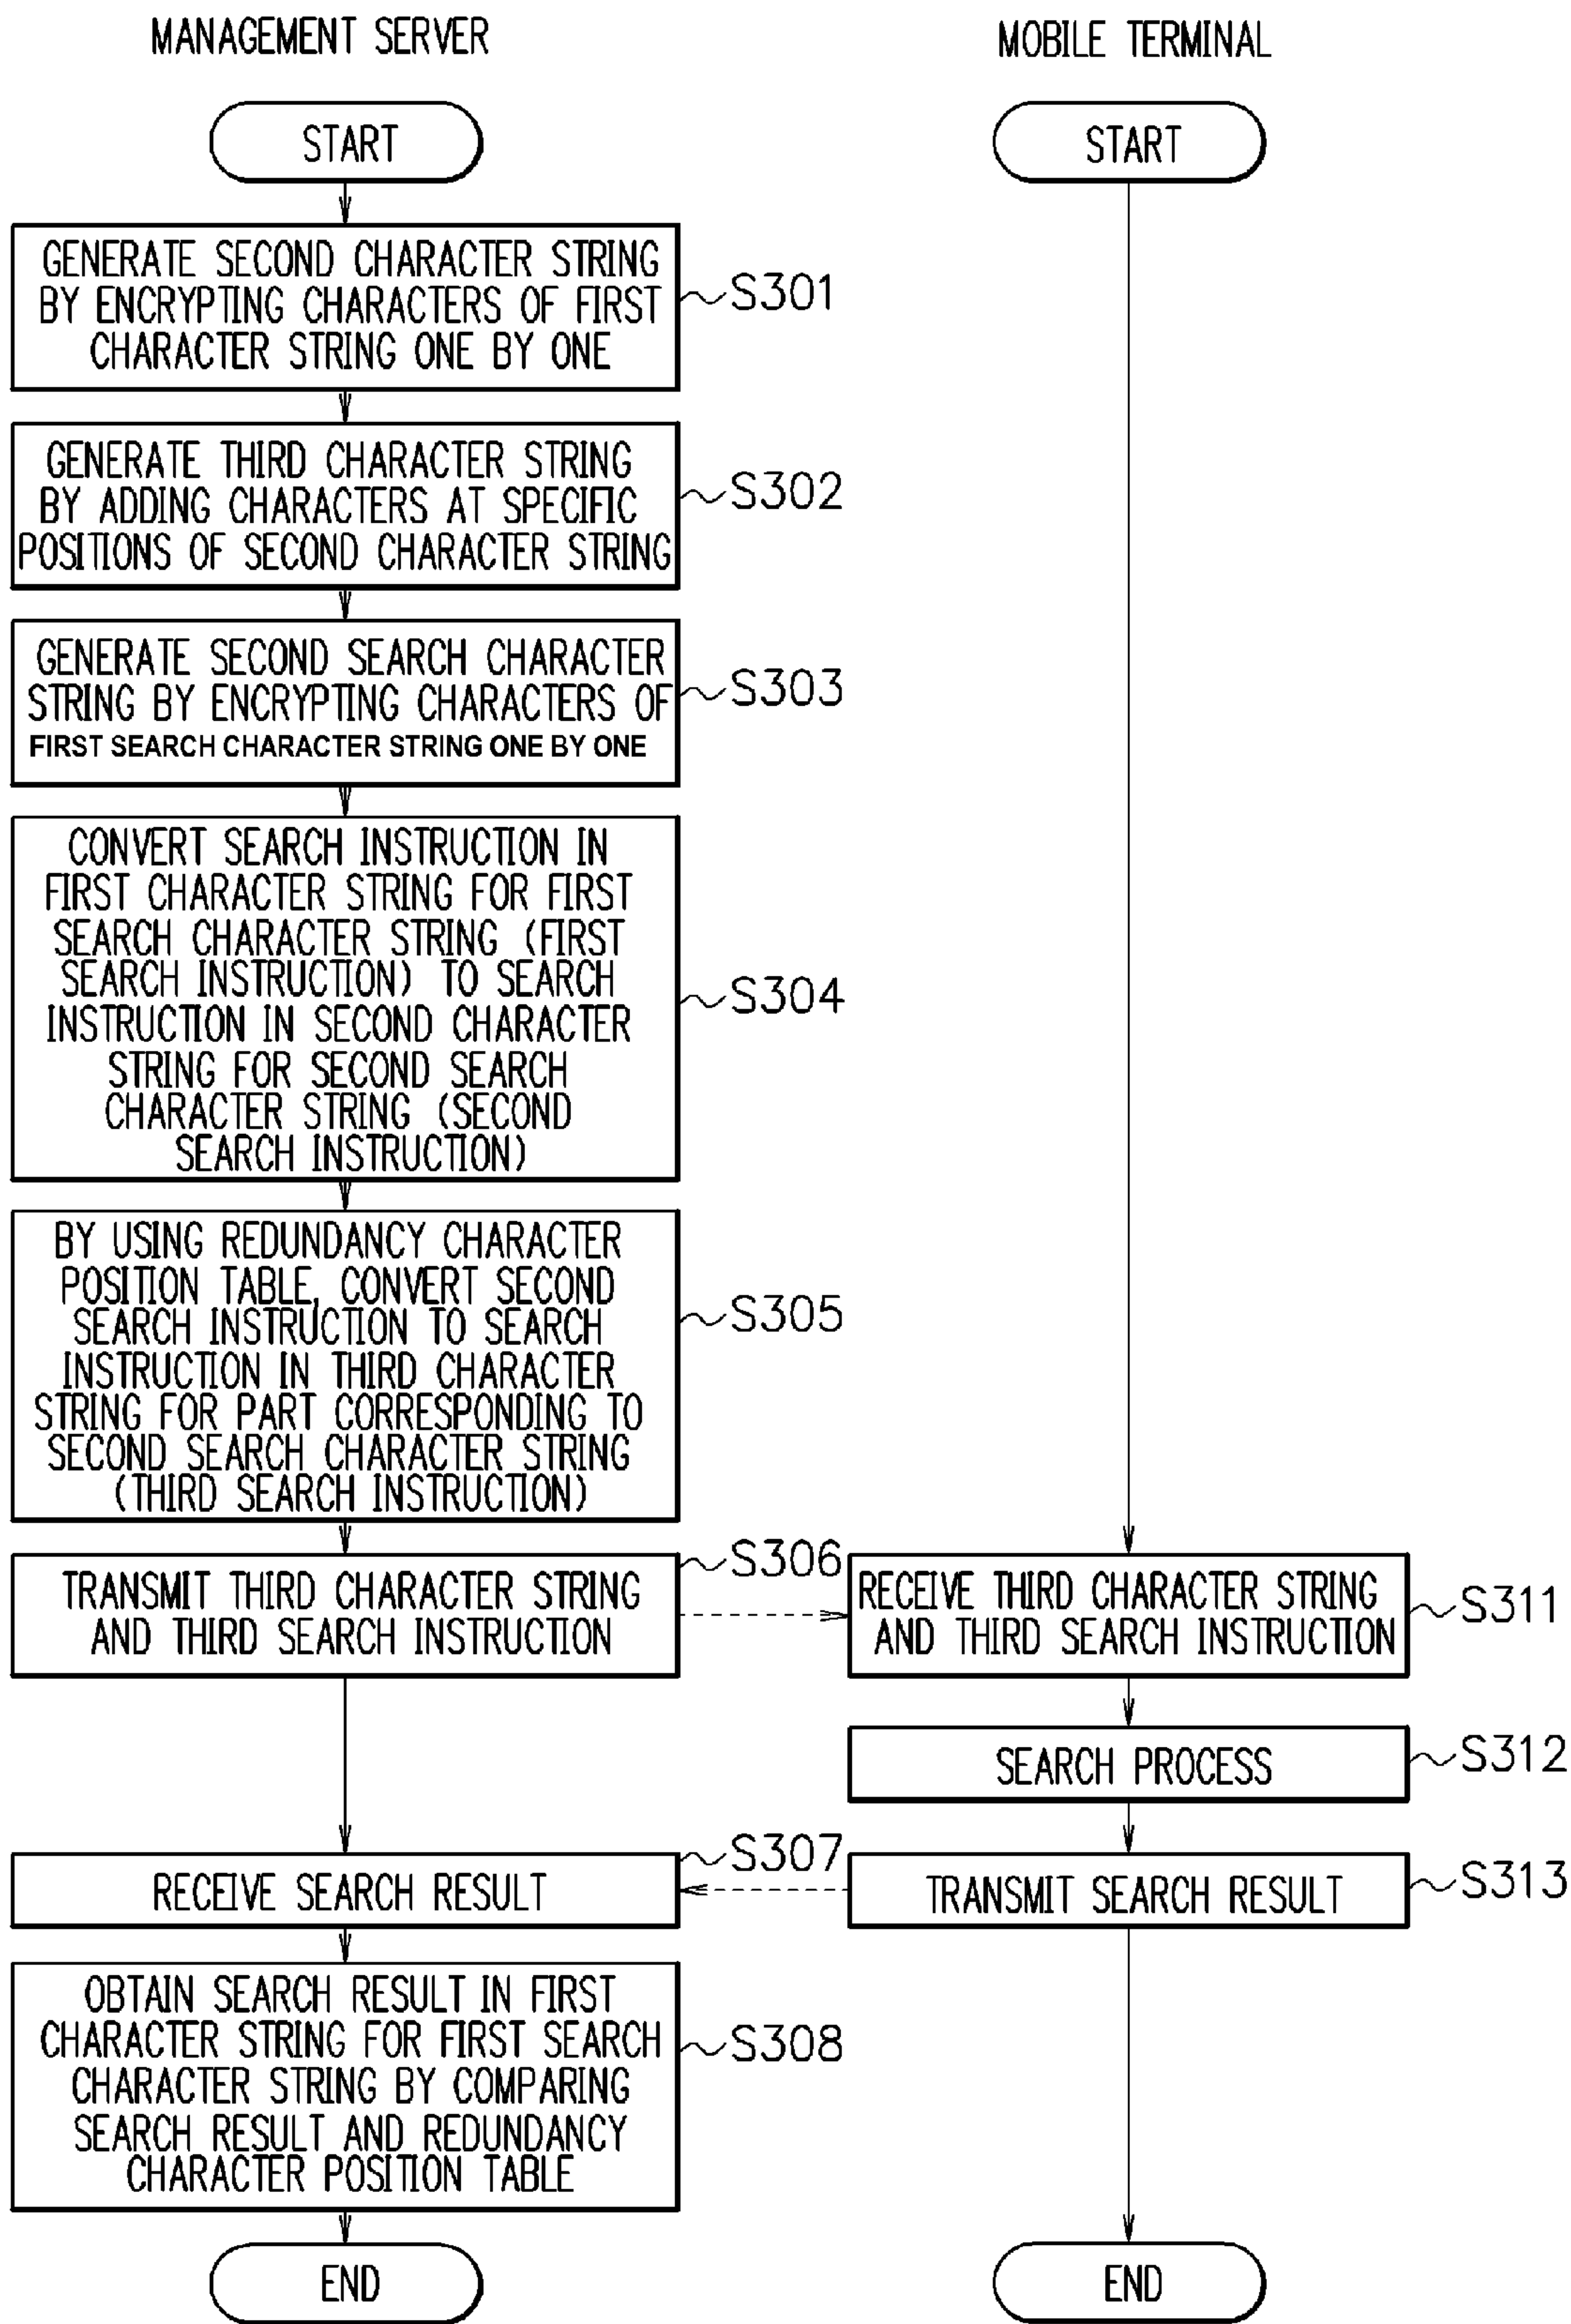 MANAGEMENT SERVER
MOBILE TERMINAL
START
START
GENERATE SECOND CHARACTER STRING
BY ENCRYPTING CHARACTERS OF FIRST
CHARACTER STRING ONE BY ONE
S301
GENERATE THIRD CHARACTER STRING
BY ADDING CHARACTERS AT SPECIFIC
POSITIONS OF SECOND CHARACTER STRING
S302
GENERATE SECOND SEARCH CHARACTER
STRING BY ENCRYPTING CHARACTERS OF
FIRST SEARCH CHARACTER STRING ONE BY ONE
S303
CONVERT SEARCH INSTRUCTION IN
FIRST CHARACTER STRING FOR FIRST
SEARCH CHARACTER STRING (FIRST
SEARCH INSTRUCTION) TO SEARCH
INSTRUCTION IN SECOND CHARACTER
STRING FOR SECOND SEARCH
CHARACTER STRING (SECOND
SEARCH INSTRUCTION)
S304
BY USING REDUNDANCY CHARACTER
POSITION TABLE, CONVERT SECOND
SEARCH INSTRUCTION TO SEARCH
INSTRUCTION IN THIRD CHARACTER
STRING FOR PART CORRESPONDING TO
SECOND SEARCH CHARACTER STRING
(THIRD SEARCH INSTRUCTION)
S305
TRANSMIT THIRD CHARACTER STRING
AND THIRD SEARCH INSTRUCTION
S306
RECEIVE THIRD CHARACTER STRING
AND THIRD SEARCH INSTRUCTION
S311
SEARCH PROCESS
S312
RECEIVE SEARCH RESULT
S307
TRANSMIT SEARCH RESULT
S313
OBTAIN SEARCH RESULT IN FIRST
CHARACTER STRING FOR FIRST SEARCH
CHARACTER STRING BY COMPARING
SEARCH RESULT AND REDUNDANCY
CHARACTER POSITION TABLE
S308
END
END